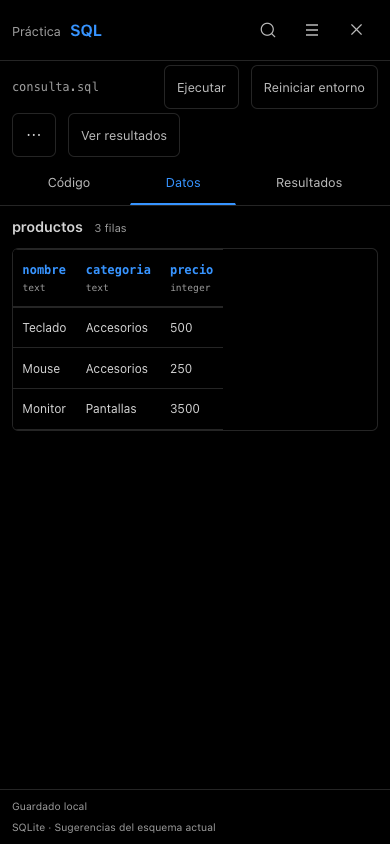 Práctica SQL
consulta.sql Ejecutar Reiniciar entorno
··· Ver resultados
Código Datos Resultados
productos 3 filas
nombre categoria precio
text text integer
Teclado Accesorios 500
Mouse Accesorios 250
Monitor Pantallas 3500
Guardado local
SQLite · Sugerencias del esquema actual